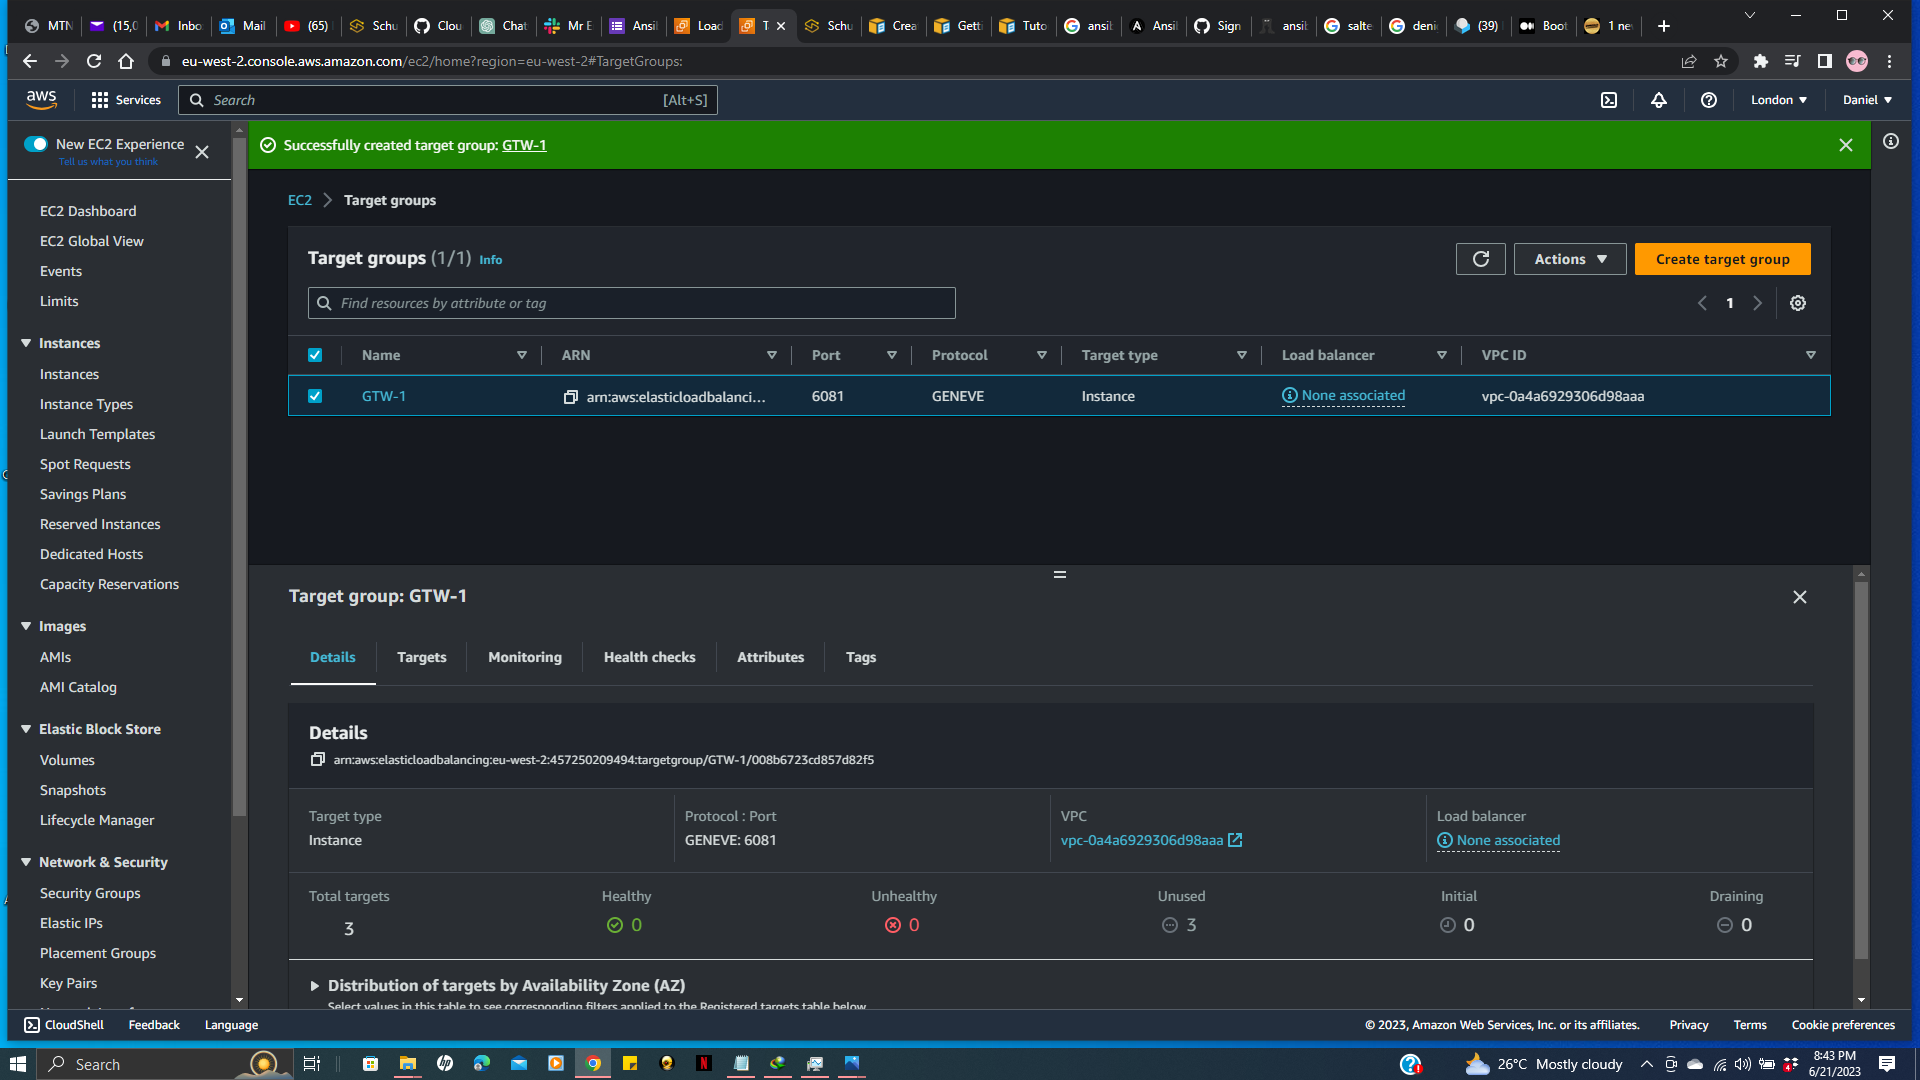 MTN
(15,0
Inbo
Mail
(65)
Schu
Clou
Chat
Mr E
Ansil
Load
T
Schu
Crea
Getti
Tuto
ansib
Ansil
Sign
ansib
salte
denic
(39)
Boot
1 nev
eu-west-2.console.aws.amazon.com/ec2/home?region=eu-west-2#TargetGroups:
aws
Services
Search
[Alt+S]
London
Daniel
New EC2 Experience
Tell us what you think
Successfully created target group: GTW-1
EC2 Dashboard
EC2 Global View
Events
Limits
Instances
Instances
Instance Types
Launch Templates
Spot Requests
Savings Plans
Reserved Instances
Dedicated Hosts
Capacity Reservations
Images
AMIs
AMI Catalog
Elastic Block Store
Volumes
Snapshots
Lifecycle Manager
Network & Security
Security Groups
Elastic IPs
Placement Groups
Key Pairs
EC2 > Target groups
Target groups (1/1) Info
Actions
Create target group
Find resources by attribute or tag
1
Name
ARN
Port
Protocol
Target type
Load balancer
VPC ID
GTW-1
arn:aws:elasticloadbalanci...
6081
GENEVE
Instance
None associated
vpc-0a4a6929306d98aaa
Target group: GTW-1
Details
Targets
Monitoring
Health checks
Attributes
Tags
Details
arn:aws:elasticloadbalancing:eu-west-2:457250209494:targetgroup/GTW-1/008b6723cd857d82f5
Target type
Instance
Protocol : Port
GENEVE: 6081
VPC
vpc-0a4a6929306d98aaa
Load balancer
None associated
Total targets
3
Healthy
0
Unhealthy
0
Unused
3
Initial
0
Draining
0
Distribution of targets by Availability Zone (AZ)
Select values in this table to see corresponding filters applied to the Registered targets table below.
CloudShell
Feedback
Language
© 2023, Amazon Web Services, Inc. or its affiliates.
Privacy
Terms
Cookie preferences
Search
26°C Mostly cloudy
8:43 PM
6/21/2023